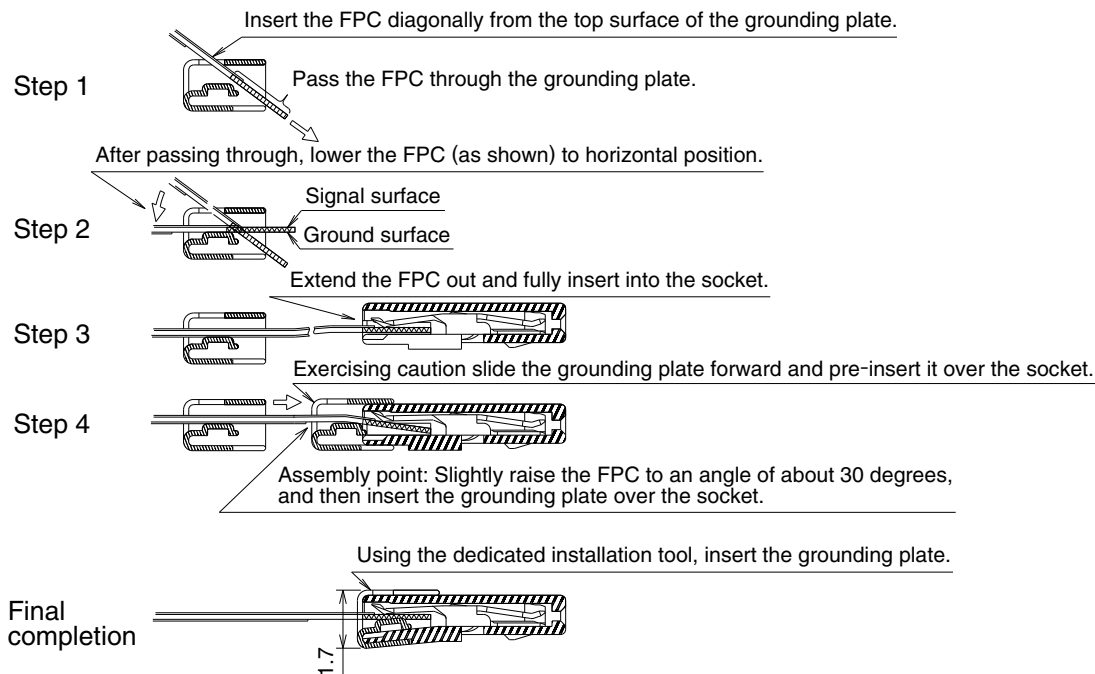 Insert the FPC diagonally from the top surface of the grounding plate.
Step 1
Pass the FPC through the grounding plate.
After passing through, lower the FPC (as shown) to horizontal position.
Step 2
Signal surface
Ground surface
Extend the FPC out and fully insert into the socket.
Step 3
Exercising caution slide the grounding plate forward and pre-insert it over the socket.
Step 4
Assembly point: Slightly raise the FPC to an angle of about 30 degrees,
and then insert the grounding plate over the socket.
Using the dedicated installation tool, insert the grounding plate.
Final
completion
1.7